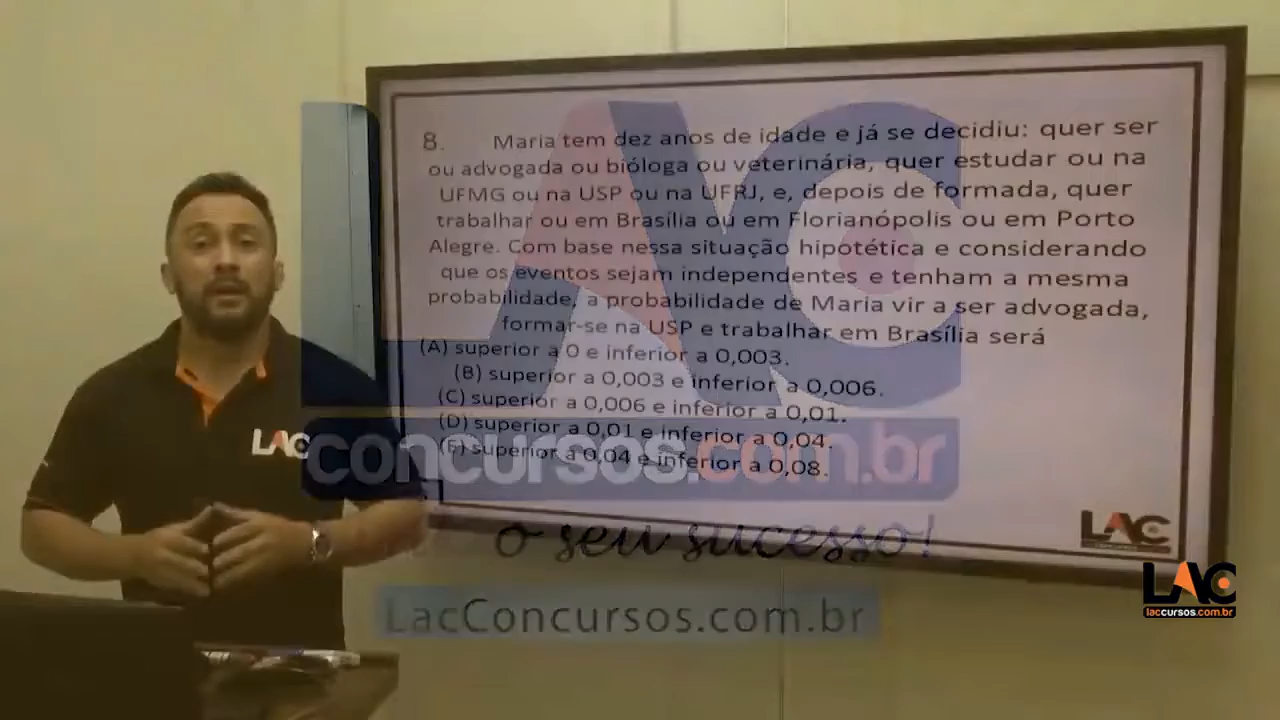 8. Maria tem dez anos de idade e já se decidiu: quer ser
ou advogada ou bióloga ou veterinária, quer estudar ou na
UFMG ou na USP ou na UFRJ, e, depois de formada, quer
trabalhar ou em Brasília ou em Florianópolis ou em Porto
Alegre. Com base nessa situação hipotética e considerando
que os eventos sejam independentes e tenham a mesma
probabilidade, a probabilidade de Maria vir a ser advogada,
formar-se na USP e trabalhar em Brasília será
(A) superior a 0 e inferior a 0,003.
(B) superior a 0,003 e inferior a 0,006.
(C) superior a 0,006 e inferior a 0,01.
(D) superior a 0,01 e inferior a 0,04.
(E) superior a 0,04 e inferior a 0,08.
LAC
LAC
concursos.com.br
o seu sucesso!
LacConcursos.com.br
LAC
LAC
laccursos.com.br